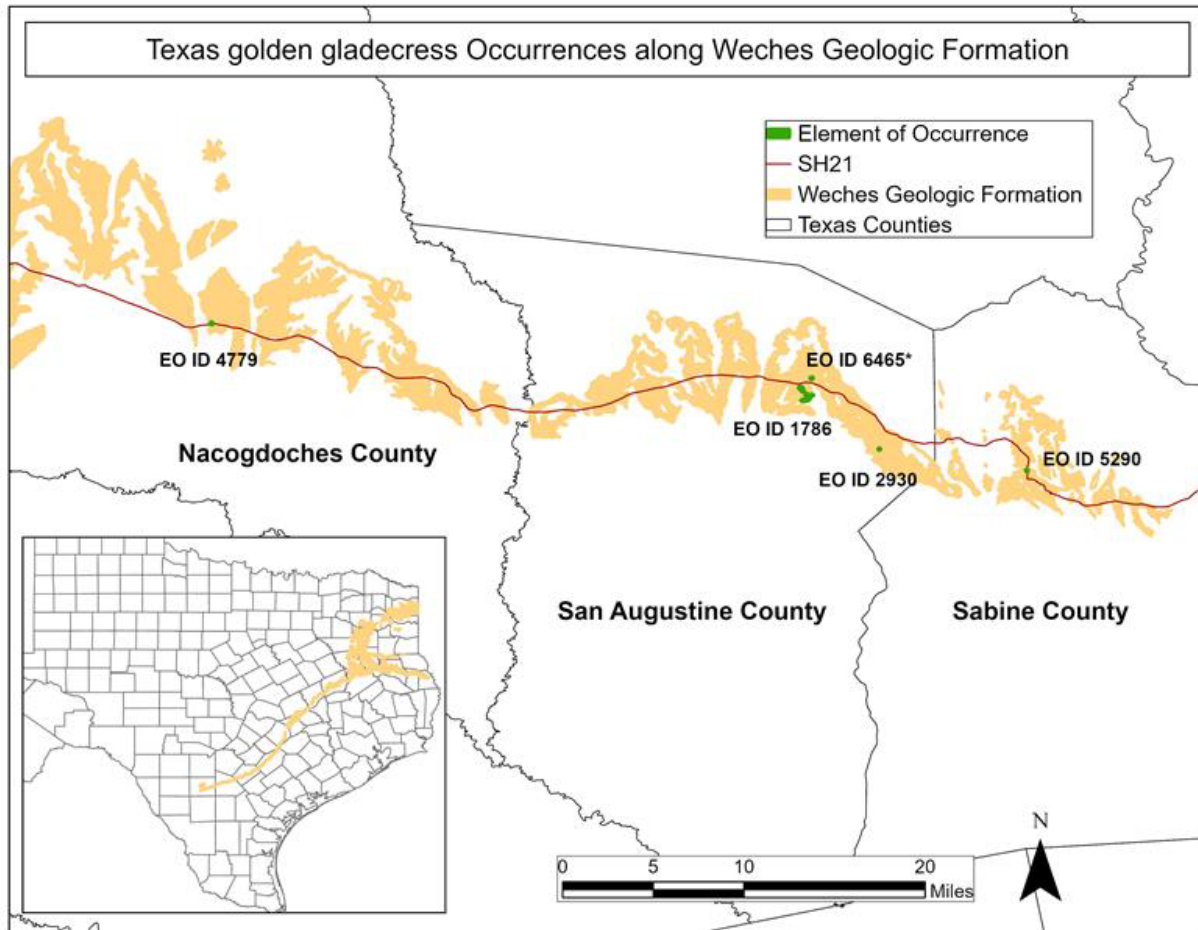 Texas golden gladecress Occurrences along Weches Geologic Formation
Element of Occurrence
SH21
Weches Geologic Formation
Texas Counties
EO ID 4779
EO ID 6465*
EO ID 1786
EO ID 2930
EO ID 5290
Nacogdoches County
San Augustine County
Sabine County
N
0 5 10 20
Miles